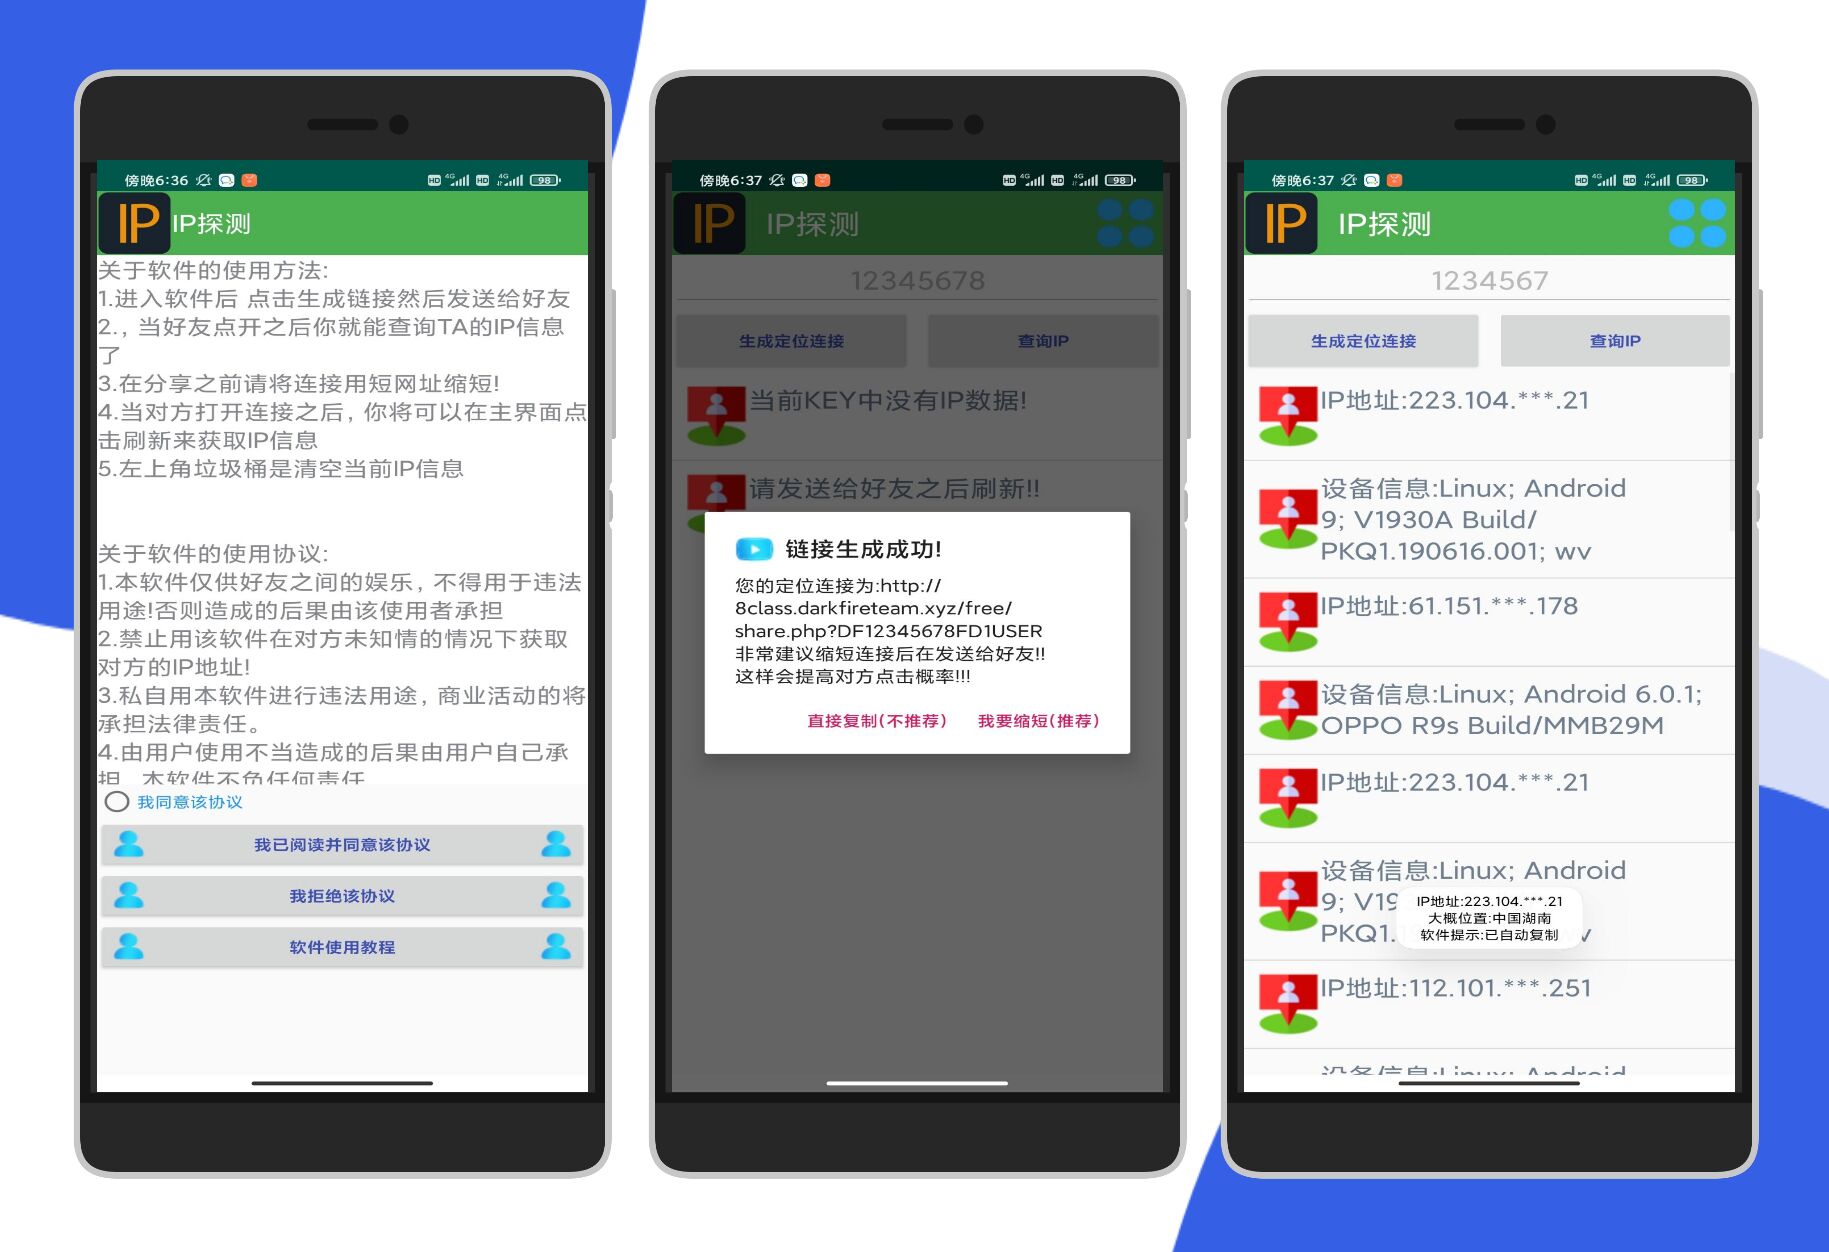 傍晚6:36
HD 4G HD 4G 98
IP IP探测
关于软件的使用方法:
1.进入软件后 点击生成链接然后发送给好友
2.，当好友点开之后你就能查询TA的IP信息
了
3.在分享之前请将连接用短网址缩短!
4.当对方打开连接之后，你将可以在主界面点
击刷新来获取IP信息
5.左上角垃圾桶是清空当前IP信息
关于软件的使用协议:
1.本软件仅供好友之间的娱乐，不得用于违法
用途!否则造成的后果由该使用者承担
2.禁止用该软件在对方未知情的情况下获取
对方的IP地址!
3.私自用本软件进行违法用途，商业活动的将
承担法律责任。
4.由用户使用不当造成的后果由用户自己承
担，本软件不负任何责任
我同意该协议
我已阅读并同意该协议
我拒绝该协议
软件使用教程
傍晚6:37
HD 4G HD 4G 98
IP IP探测
12345678
生成定位连接 查询IP
当前KEY中没有IP数据!
请发送给好友之后刷新!!
链接生成成功!
您的定位连接为:http://
8class.darkfireteam.xyz/free/
share.php?DF12345678FD1USER
非常建议缩短连接后在发送给好友!!
这样会提高对方点击概率!!!
直接复制(不推荐) 我要缩短(推荐)
傍晚6:37
HD 4G HD 4G 98
IP IP探测
1234567
生成定位连接 查询IP
IP地址:223.104.***.21
设备信息:Linux; Android
9; V1930A Build/
PKQ1.190616.001; wv
IP地址:61.151.***.178
设备信息:Linux; Android 6.0.1;
OPPO R9s Build/MMB29M
IP地址:223.104.***.21
设备信息:Linux; Android
9; V19
PKQ1.
IP地址:223.104.***.21
大概位置:中国湖南
软件提示:已自动复制
IP地址:112.101.***.251
设备信息:Linux; Android